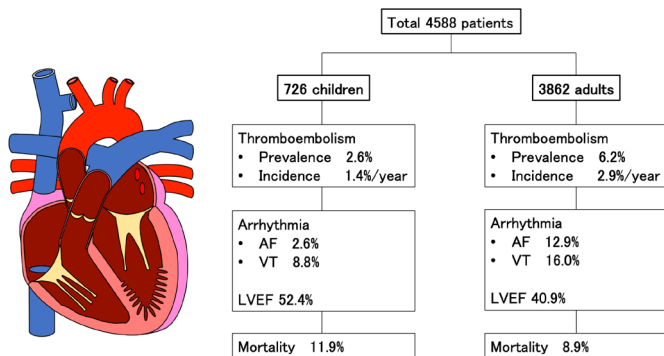 Total 4588 patients
726 children
3862 adults
Thromboembolism
• Prevalence 2.6%
• Incidence 1.4%/year
Thromboembolism
• Prevalence 6.2%
• Incidence 2.9%/year
Arrhythmia
• AF 2.6%
• VT 8.8%
LVEF 52.4%
Arrhythmia
• AF 12.9%
• VT 16.0%
LVEF 40.9%
Mortality 11.9%
Mortality 8.9%